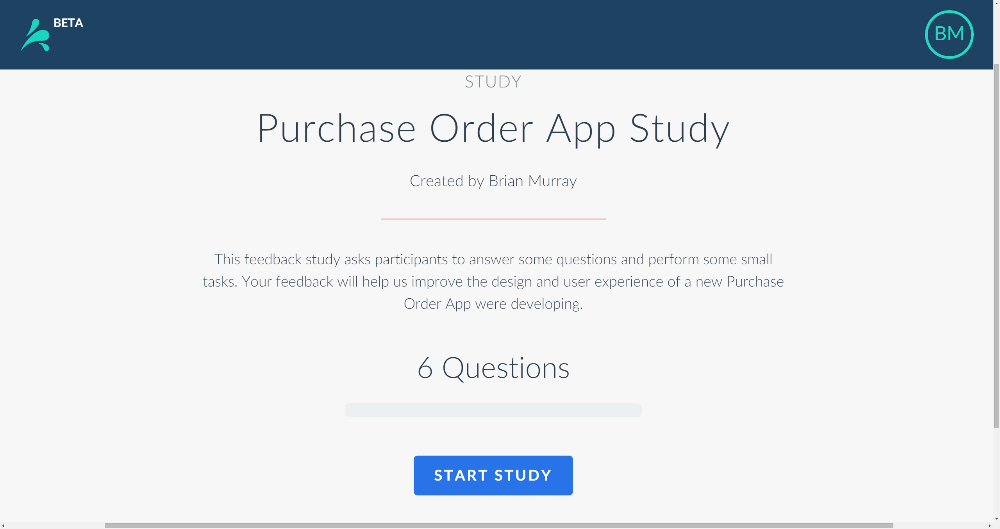 BETA
BM
STUDY
Purchase Order App Study
Created by Brian Murray
This feedback study asks participants to answer some questions and perform some small
tasks. Your feedback will help us improve the design and user experience of a new Purchase
Order App were developing.
6 Questions
START STUDY